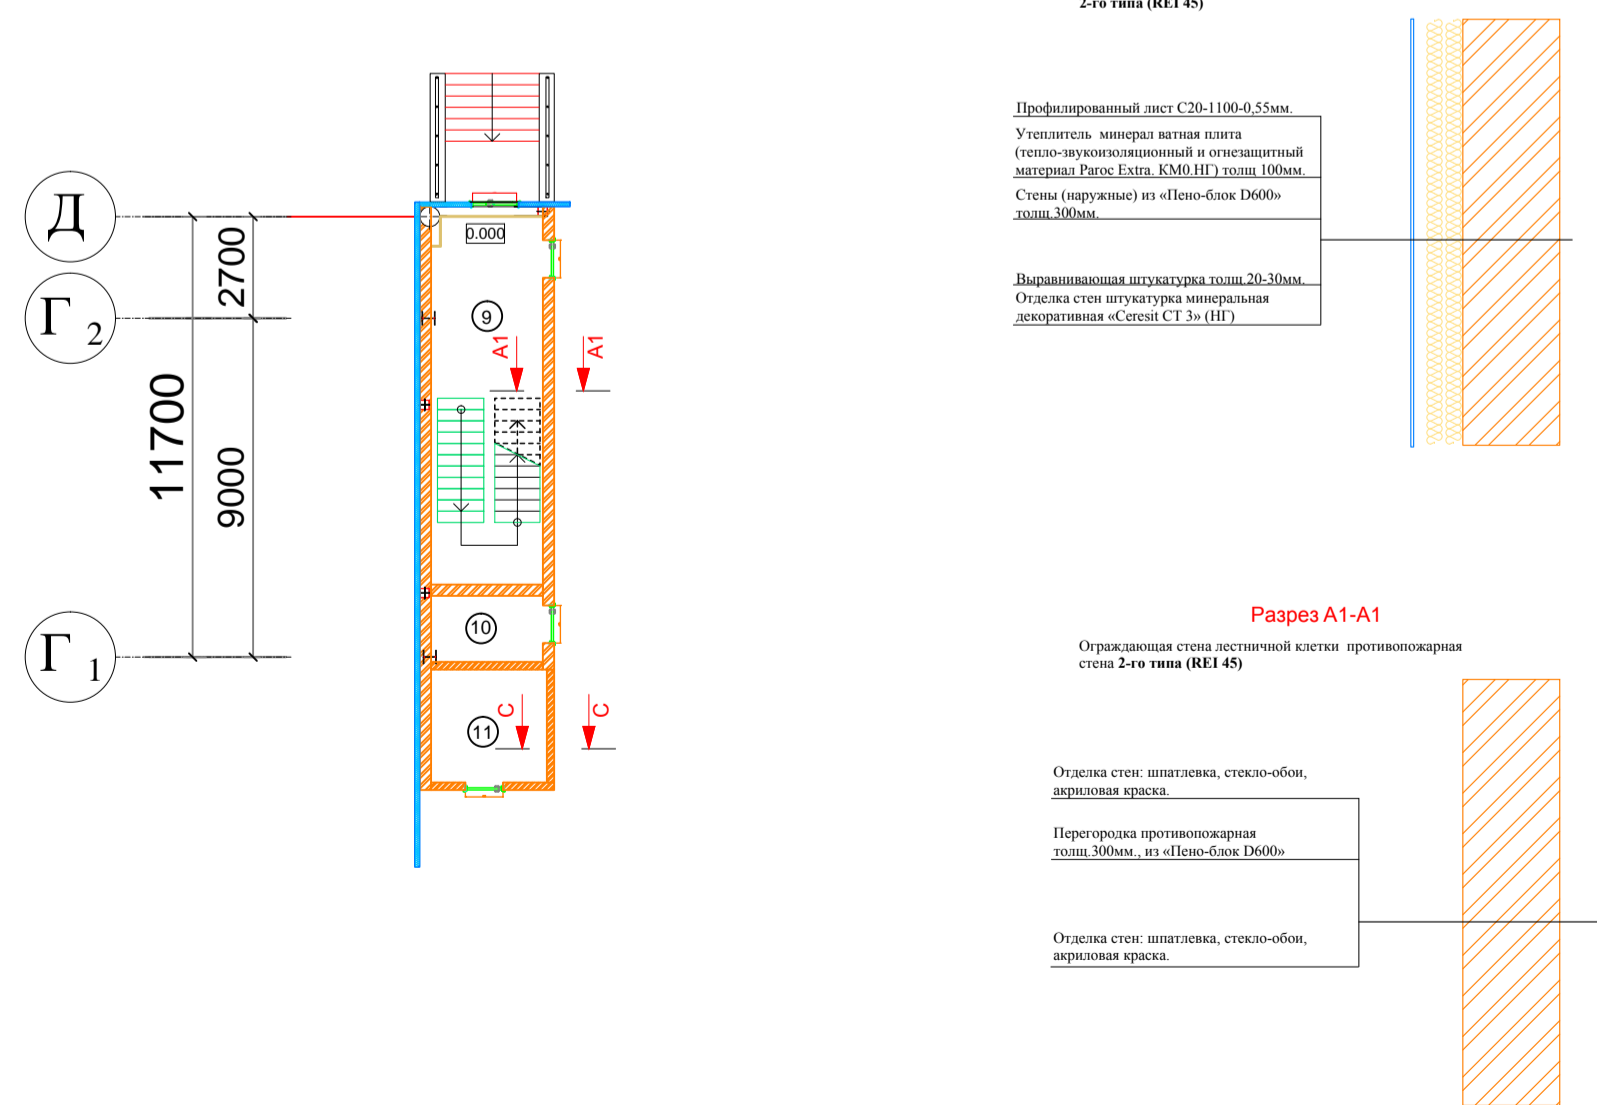 2-го типа (REI 45)
Профилированный лист С20-1100-0,55мм.
Утеплитель минерал ватная плита
(тепло-звукоизоляционный и огнезащитный
материал Paroc Extra. КМ0.НГ) толщ 100мм.
Стены (наружные) из «Пено-блок D600»
толщ.300мм.
Выравнивающая штукатурка толщ.20-30мм.
Отделка стен штукатурка минеральная
декоративная «Ceresit CT 3» (НГ)
Д
Г 2
Г 1
2700
11700
9000
0.000
9
А1
А1
10
11
С
С
Разрез А1-А1
Ограждающая стена лестничной клетки противопожарная
стена 2-го типа (REI 45)
Отделка стен: шпатлевка, стекло-обои,
акриловая краска.
Перегородка противопожарная
толщ.300мм., из «Пено-блок D600»
Отделка стен: шпатлевка, стекло-обои,
акриловая краска.